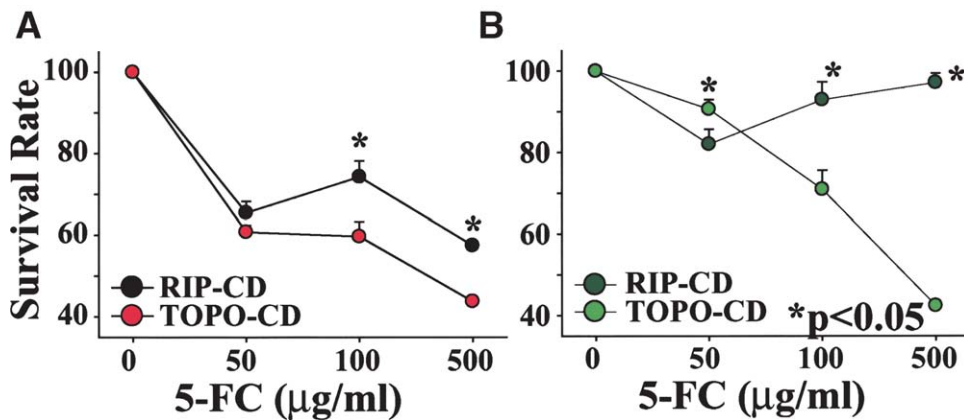 A
Survival Rate
100
80
60
40
*
*
RIP-CD
TOPO-CD
0 50 100 500
5-FC (μg/ml)
B
100
80
60
40
*
*
*
RIP-CD
TOPO-CD
*p<0.05
0 50 100 500
5-FC (μg/ml)